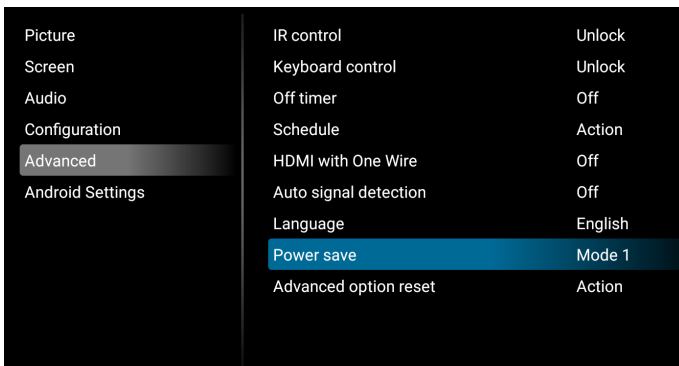 Picture
Screen
Audio
Configuration
Advanced
Android Settings
IR control Unlock
Keyboard control Unlock
Off timer Off
Schedule Action
HDMI with One Wire Off
Auto signal detection Off
Language English
Power save Mode 1
Advanced option reset Action